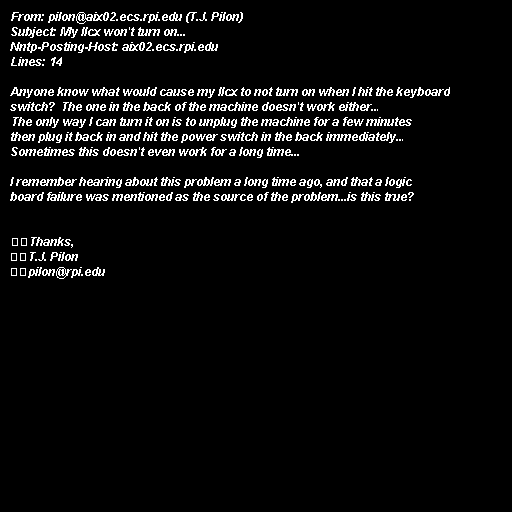 From: pilon@aix02.ecs.rpi.edu (T.J. Pilon)
Subject: My IIcx won't turn on...
Nntp-Posting-Host: aix02.ecs.rpi.edu
Lines: 14

Anyone know what would cause my IIcx to not turn on when I hit the keyboard
switch?  The one in the back of the machine doesn't work either...
The only way I can turn it on is to unplug the machine for a few minutes
then plug it back in and hit the power switch in the back immediately...
Sometimes this doesn't even work for a long time...

I remember hearing about this problem a long time ago, and that a logic
board failure was mentioned as the source of the problem...is this true?

□□Thanks,
□□T.J. Pilon
□□pilon@rpi.edu